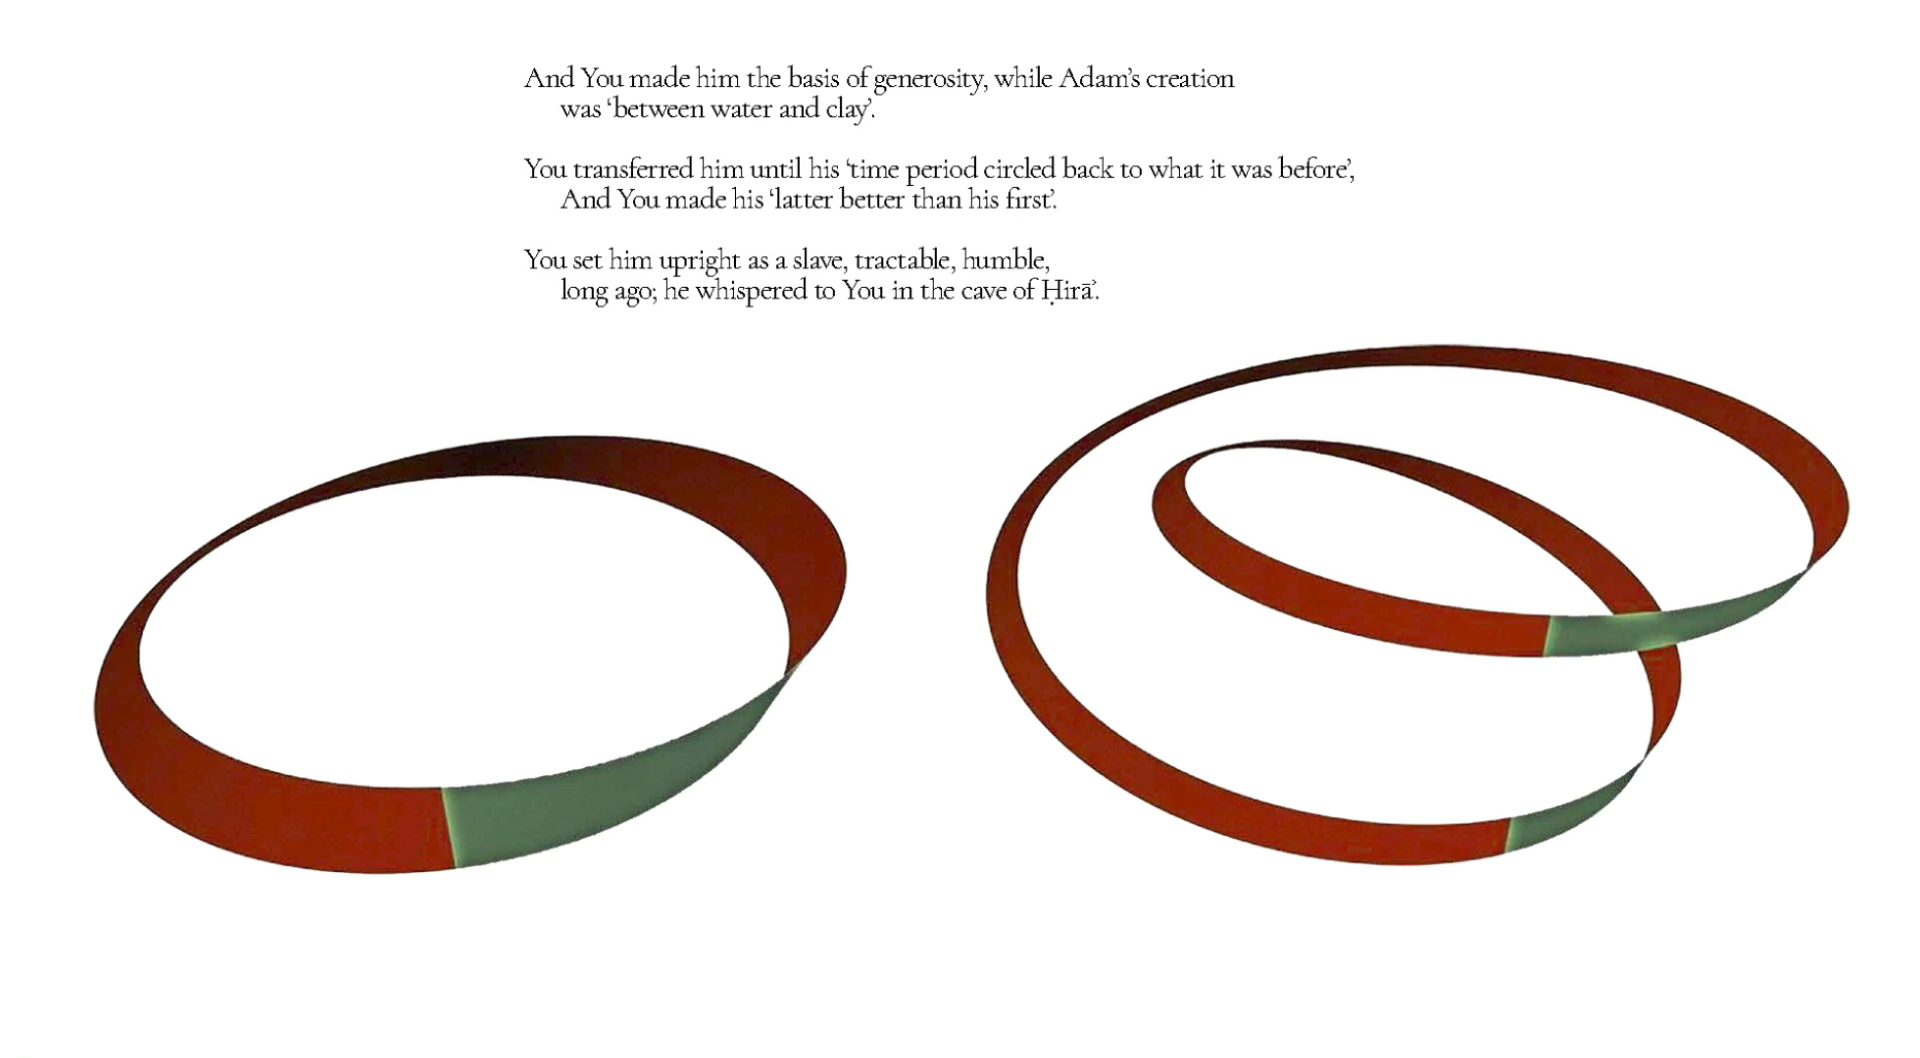 And You made him the basis of generosity, while Adam’s creation
was ‘between water and clay’.
You transferred him until his ‘time period circled back to what it was before’,
And You made his ‘latter better than his first’.
You set him upright as a slave, tractable, humble,
long ago; he whispered to You in the cave of Ḥirāʾ.